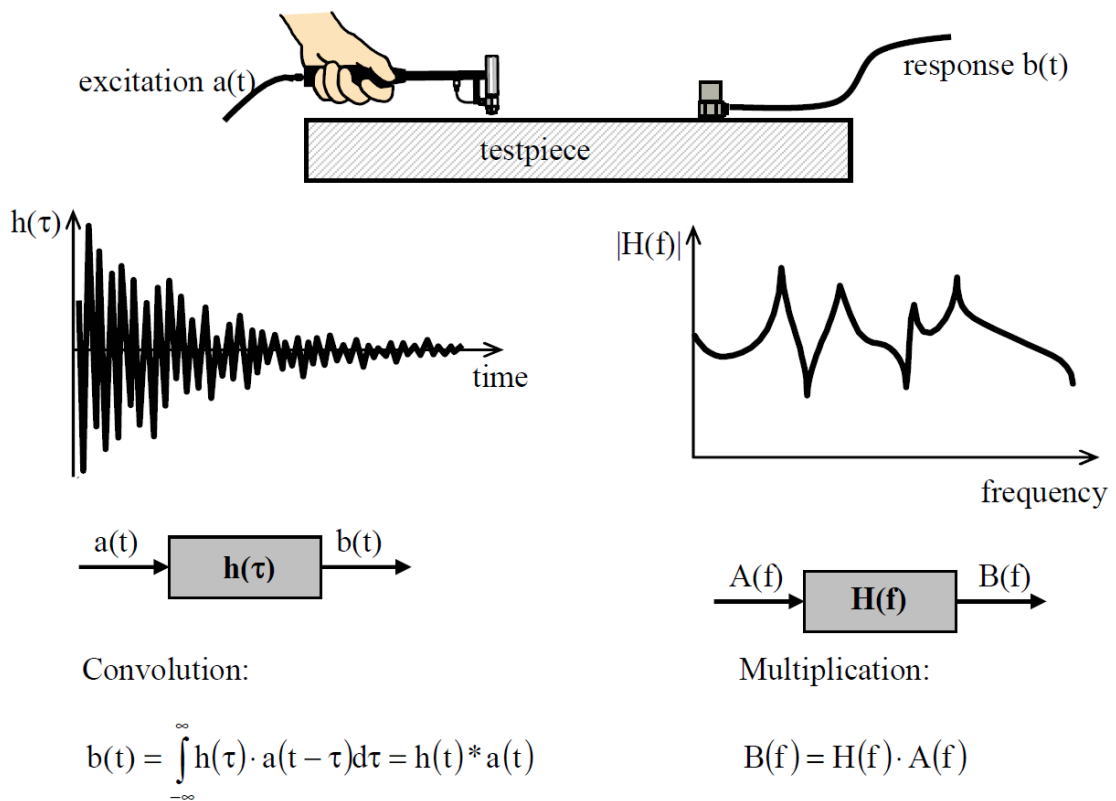 excitation a(t)
response b(t)
testpiece
h(τ)
time
|H(f)|
frequency
a(t)
h(τ)
b(t)
A(f)
H(f)
B(f)
Convolution:
b(t) = ∫_{-∞}^{∞} h(τ) · a(t − τ)dτ = h(t) * a(t)
Multiplication:
B(f) = H(f) · A(f)